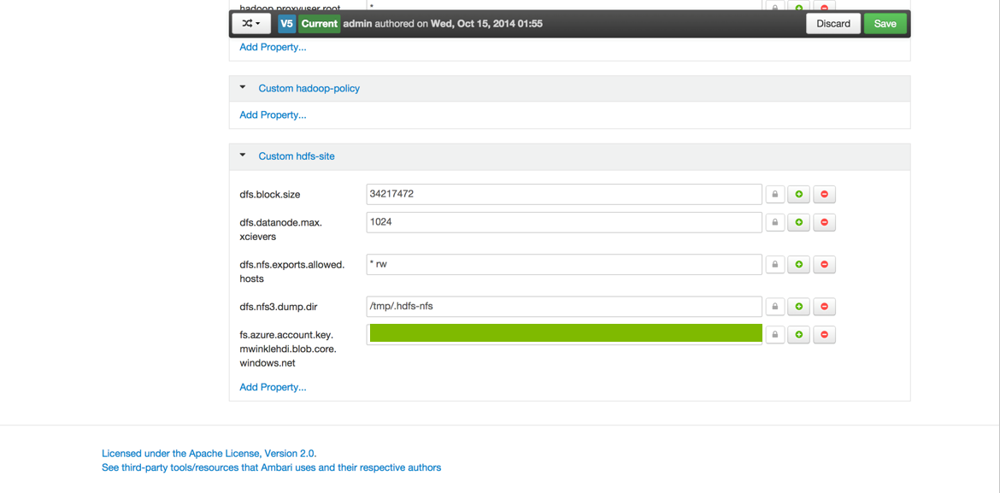 hadoop.proxyuser.root
*
V5 Current admin authored on Wed, Oct 15, 2014 01:55 Discard Save
Add Property...
Custom hadoop-policy
Add Property...
Custom hdfs-site
dfs.block.size 34217472
dfs.datanode.max. 1024
xcievers
dfs.nfs.exports.allowed. * rw
hosts
dfs.nfs3.dump.dir /tmp/.hdfs-nfs
fs.azure.account.key.
mwinklehdi.blob.core.
windows.net
Add Property...
Licensed under the Apache License, Version 2.0.
See third-party tools/resources that Ambari uses and their respective authors